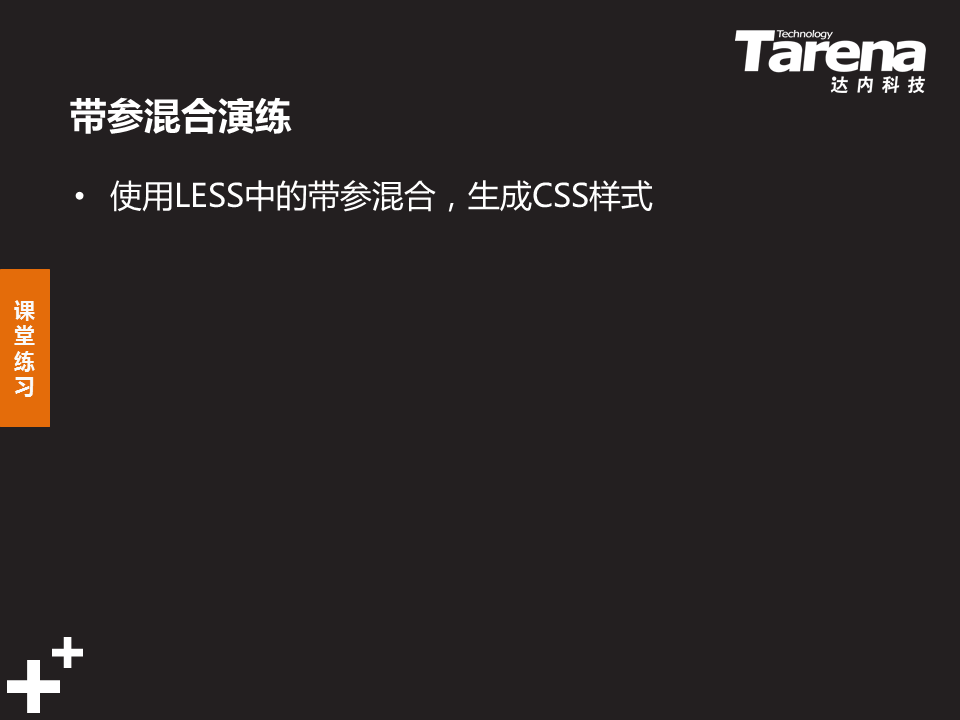 Technology
Tarena
达内科技
带参混合演练
• 使用LESS中的带参混合，生成CSS样式
课
堂
练
习